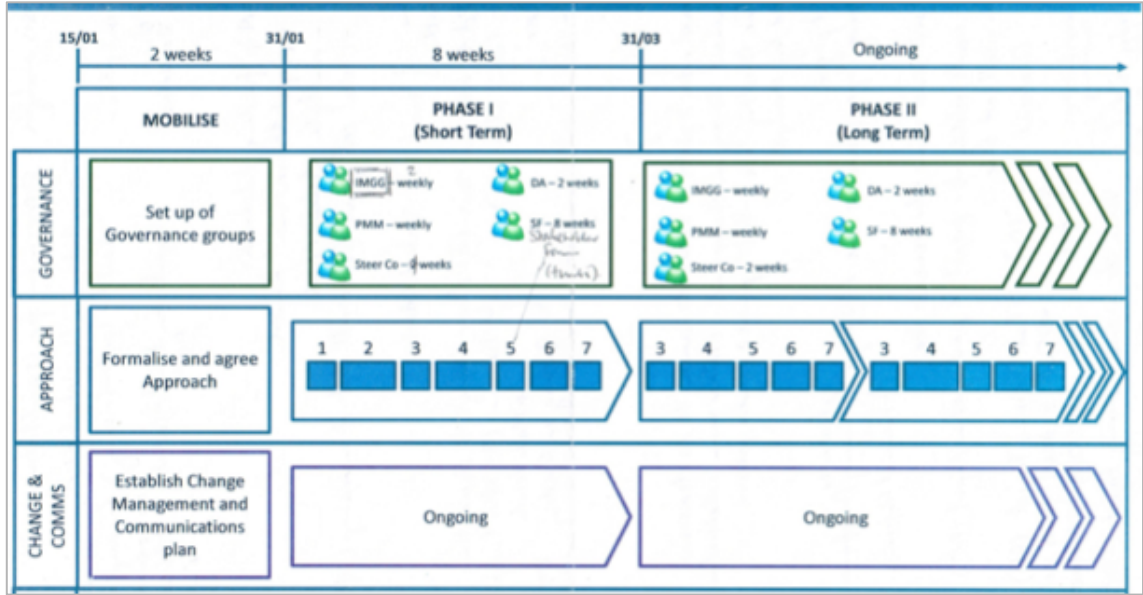 15/01
31/01
31/03
2 weeks
8 weeks
Ongoing
MOBILISE
PHASE I
(Short Term)
PHASE II
(Long Term)
GOVERNANCE
Set up of
Governance groups
IMGG – weekly
DA – 2 weeks
PMM – weekly
SF – 8 weeks
Stakeholder
Steer Co – weeks
IMGG – weekly
DA – 2 weeks
PMM – weekly
SF – 8 weeks
Steer Co – 2 weeks
APPROACH
Formalise and agree
Approach
1 2 3 4 5 6 7
3 4 5 6 7
3 4 5 6 7
CHANGE &
COMMS
Establish Change
Management and
Communications
plan
Ongoing
Ongoing